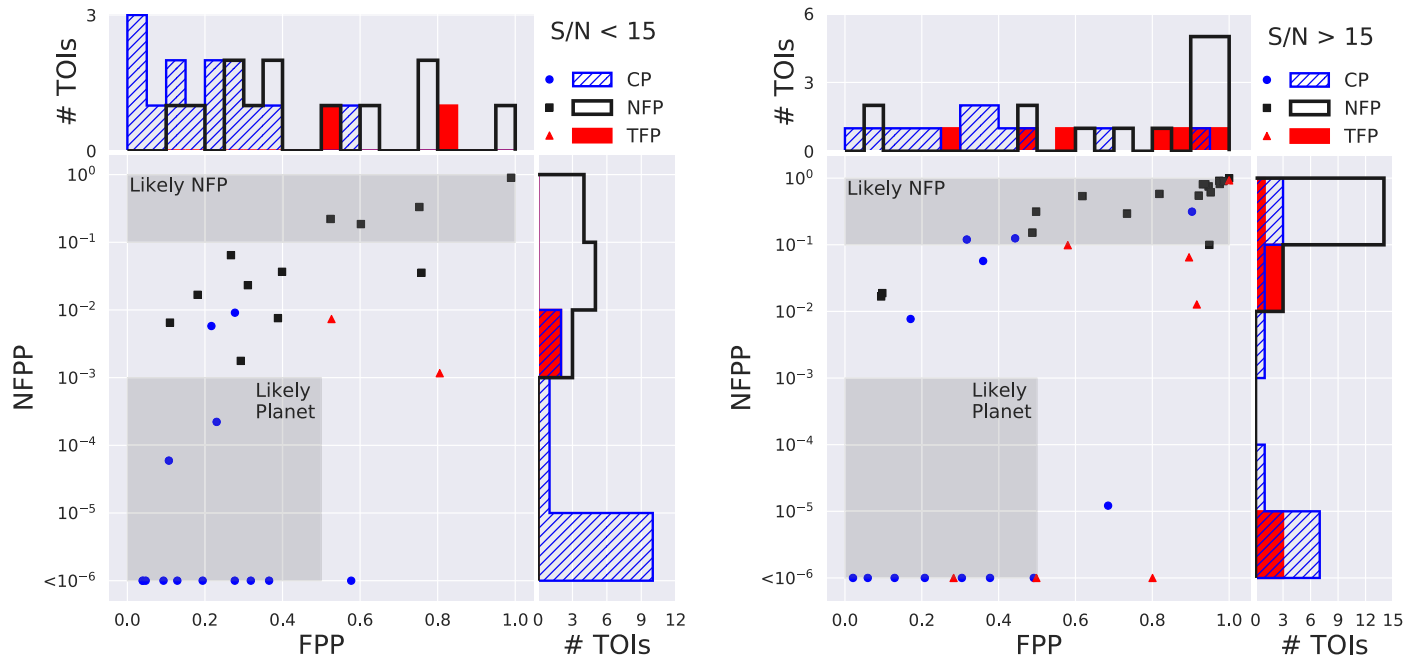 S/N < 15
CP
NFP
TFP
# TOIs
3
0
Likely NFP
Likely
Planet
NFPP
10⁰
10⁻¹
10⁻²
10⁻³
10⁻⁴
10⁻⁵
<10⁻⁶
0.0 0.2 0.4 0.6 0.8 1.0
FPP
0 3 6 9 12
# TOIs
S/N > 15
CP
NFP
TFP
# TOIs
6
3
0
Likely NFP
Likely
Planet
NFPP
10⁰
10⁻¹
10⁻²
10⁻³
10⁻⁴
10⁻⁵
<10⁻⁶
0.0 0.2 0.4 0.6 0.8 1.0
FPP
0 3 6 9 12 15
# TOIs